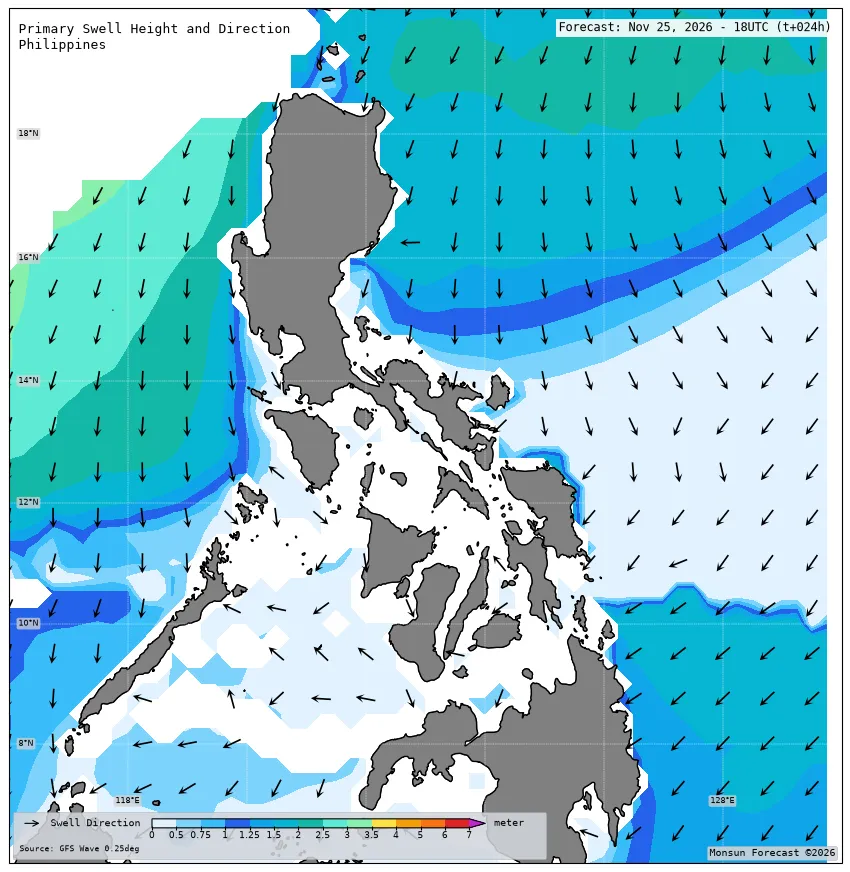 Primary Swell Height and Direction
Philippines
Forecast: Nov 25, 2026 - 18UTC (t+024h)
18°N
16°N
14°N
12°N
10°N
8°N
118°E
128°E
Swell Direction
0 0.5 0.75 1 1.25 1.5 2 2.5 3 3.5 4 5 6 7
meter
Source: GFS Wave 0.25deg
Monsun Forecast ©2026